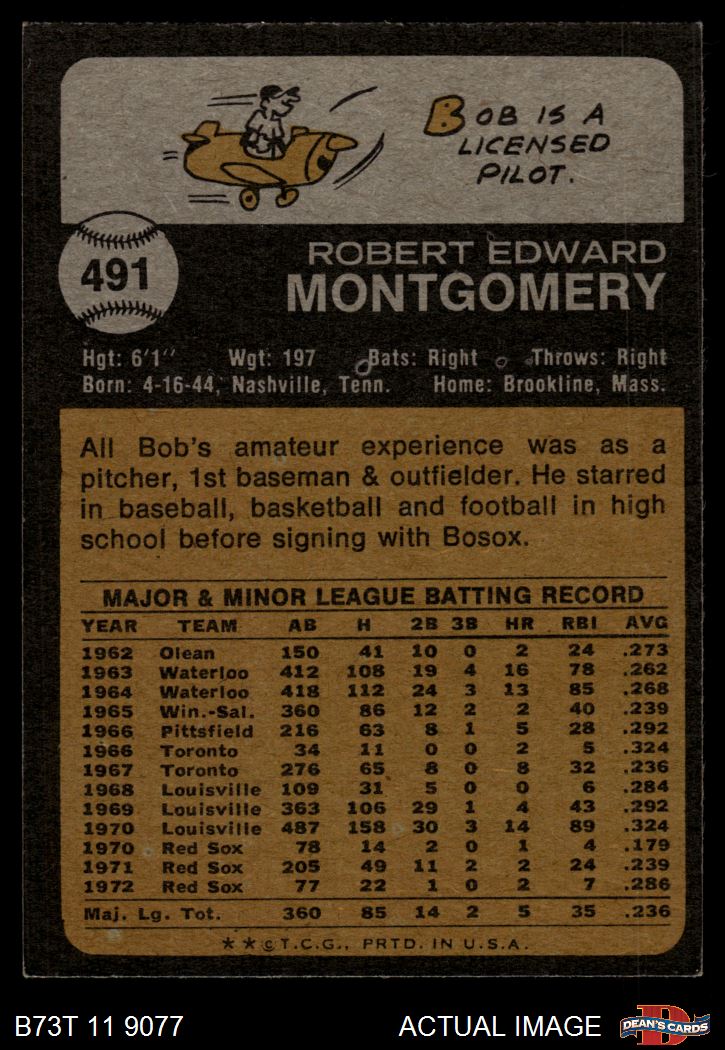 BOB IS A
LICENSED
PILOT.
491
ROBERT EDWARD
MONTGOMERY
Hgt: 6'1" Wgt: 197 Bats: Right Throws: Right
Born: 4-16-44, Nashville, Tenn. Home: Brookline, Mass.
All Bob's amateur experience was as a
pitcher, 1st baseman & outfielder. He starred
in baseball, basketball and football in high
school before signing with Bosox.
MAJOR & MINOR LEAGUE BATTING RECORD
YEAR TEAM AB H 2B 3B HR RBI AVG
1962 Olean 150 41 10 0 2 24 .273
1963 Waterloo 412 108 19 4 16 78 .262
1964 Waterloo 418 112 24 3 13 85 .268
1965 Win.-Sal. 360 86 12 2 2 40 .239
1966 Pittsfield 216 63 8 1 5 28 .292
1966 Toronto 34 11 0 0 2 5 .324
1967 Toronto 276 65 8 0 8 32 .236
1968 Louisville 109 31 5 0 0 6 .284
1969 Louisville 363 106 29 1 4 43 .292
1970 Louisville 487 158 30 3 14 89 .324
1970 Red Sox 78 14 2 0 1 4 .179
1971 Red Sox 205 49 11 2 2 24 .239
1972 Red Sox 77 22 1 0 2 7 .286
Maj. Lg. Tot. 360 85 14 2 5 35 .236
★★©T.C.G., PRTD. IN U.S.A.
B73T 11 9077 ACTUAL IMAGE D DEAN'S CARDS